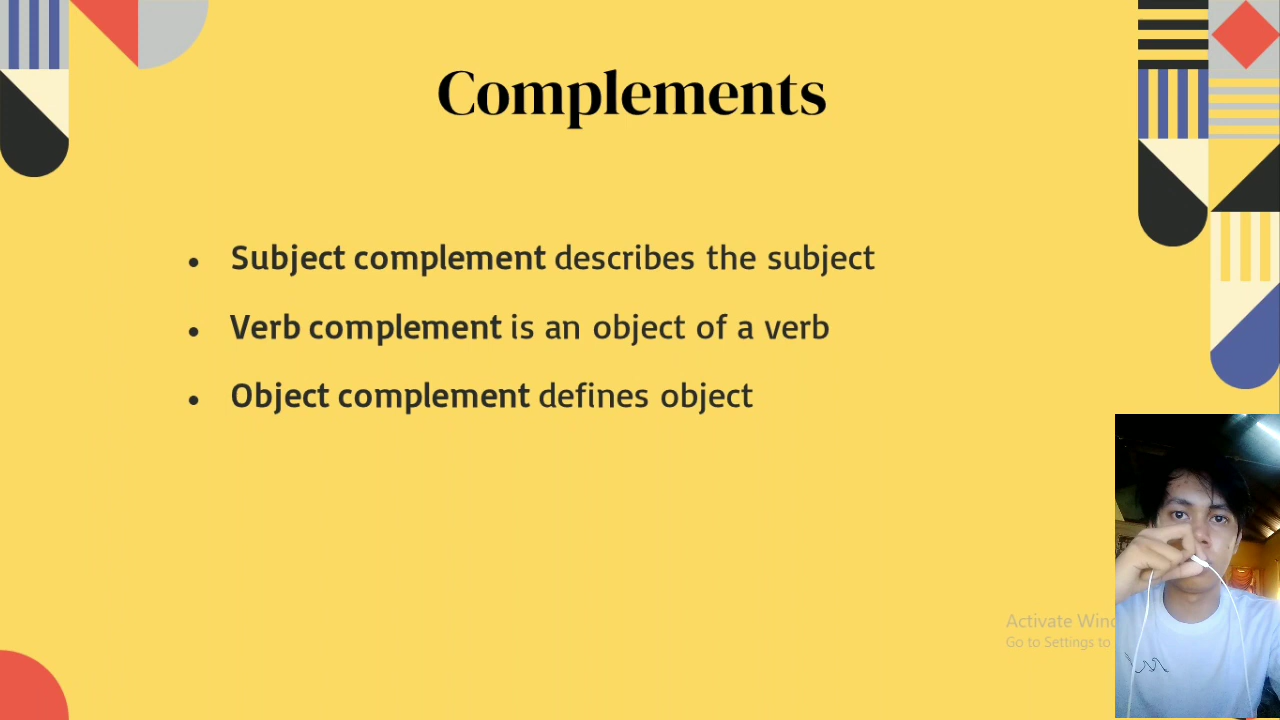 Complements
• Subject complement describes the subject
• Verb complement is an object of a verb
• Object complement defines object
Activate
Go to Settings to